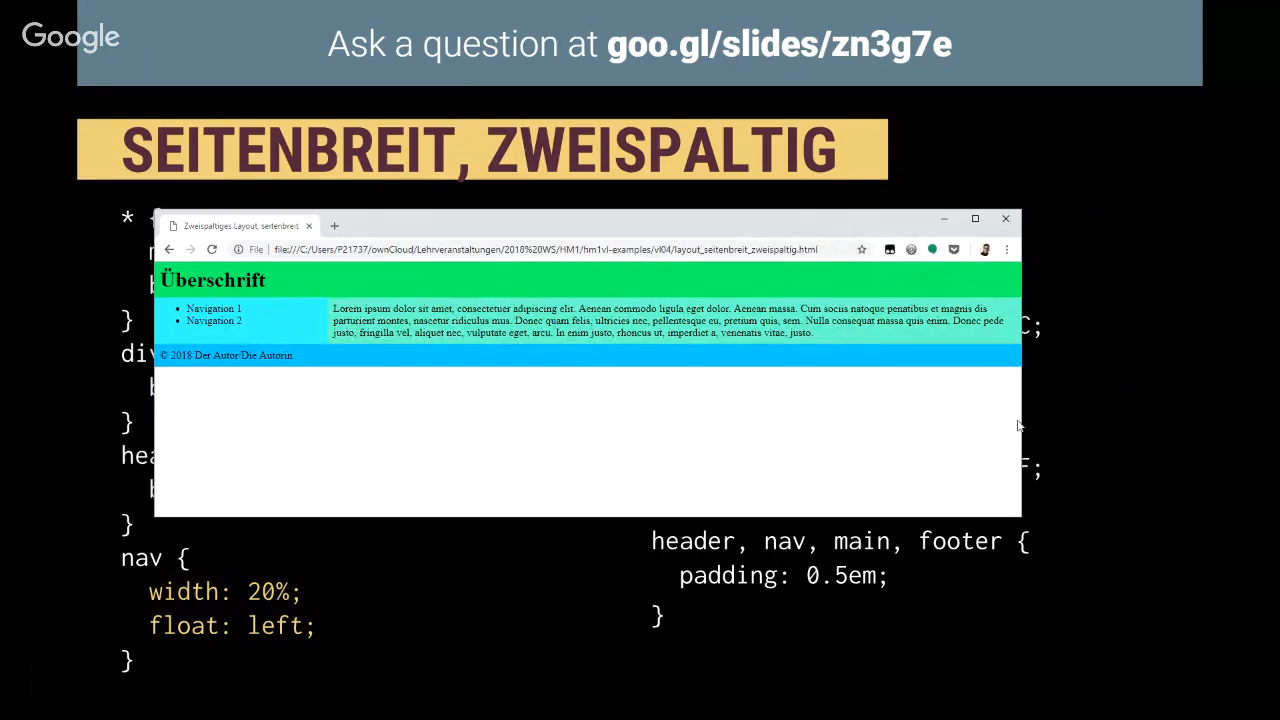 Google
Ask a question at goo.gl/slides/zn3g7e
SEITENBREIT, ZWEISPALTIG
* {
Zweispaltiges Layout, seitenbreit
File
file:///C:/Users/P21737/ownCloud/Lehrveranstaltungen/2018%20WS/HM1/hm1vl-examples/vl04/layout_seitenbreit_zweispaltig.html
Überschrift
Navigation 1
Navigation 2
Lorem ipsum dolor sit amet, consectetuer adipiscing elit. Aenean commodo ligula eget dolor. Aenean massa. Cum sociis natoque penatibus et magnis dis
parturient montes, nascetur ridiculus mus. Donec quam felis, ultricies nec, pellentesque eu, pretium quis, sem. Nulla consequat massa quis enim. Donec pede
justo, fringilla vel, aliquet nec, vulputate eget, arcu. In enim justo, rhoncus ut, imperdiet a, venenatis vitae, justo.
© 2018 Der Autor/Die Autorin
}
div
}
hea
}
nav {
width: 20%;
float: left;
}
C;
F;
header, nav, main, footer {
padding: 0.5em;
}